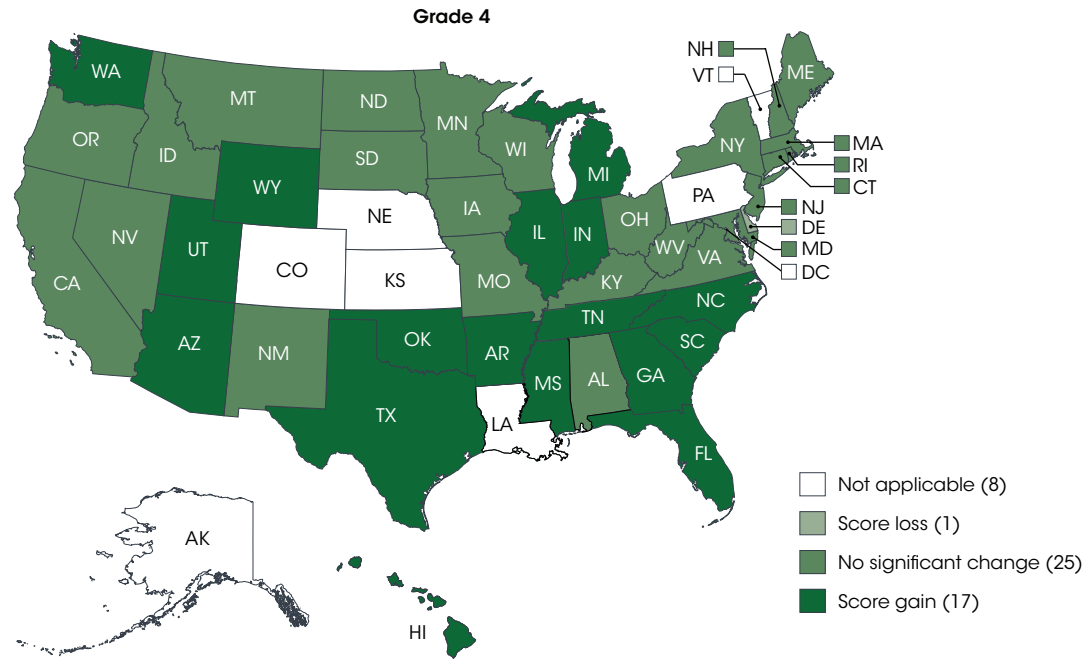 Grade 4
WA
MT
ND
MN
NH
VT
ME
OR
ID
SD
WI
NY
MA
RI
CT
WY
MI
PA
NE
IA
NJ
DE
MD
DC
NV
UT
CO
IL
IN
OH
WV
VA
CA
KS
MO
KY
NC
AZ
NM
OK
AR
TN
SC
TX
MS
AL
GA
LA
FL
AK
HI
Not applicable (8)
Score loss (1)
No significant change (25)
Score gain (17)